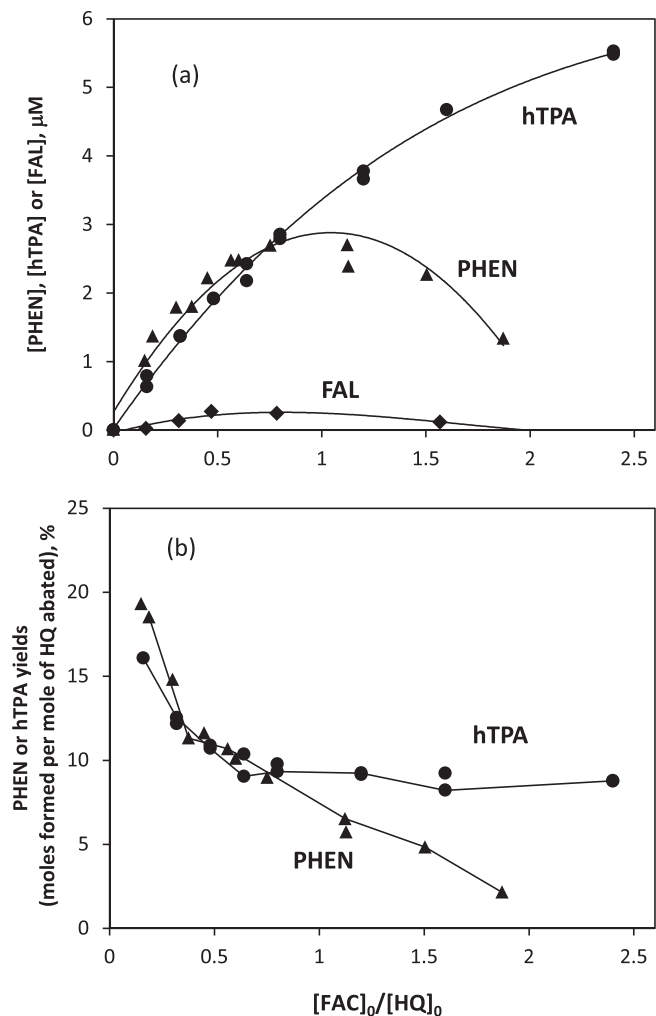 6
(a)
5
hTPA
4
3
PHEN
2
1
FAL
0
0 0.5 1 1.5 2 2.5
[PHEN], [hTPA] or [FAL], μM
25
(b)
20
15
hTPA
10
5
PHEN
0
0 0.5 1 1.5 2 2.5
PHEN or hTPA yields
(moles formed per mole of HQ abated), %
[FAC]0/[HQ]0